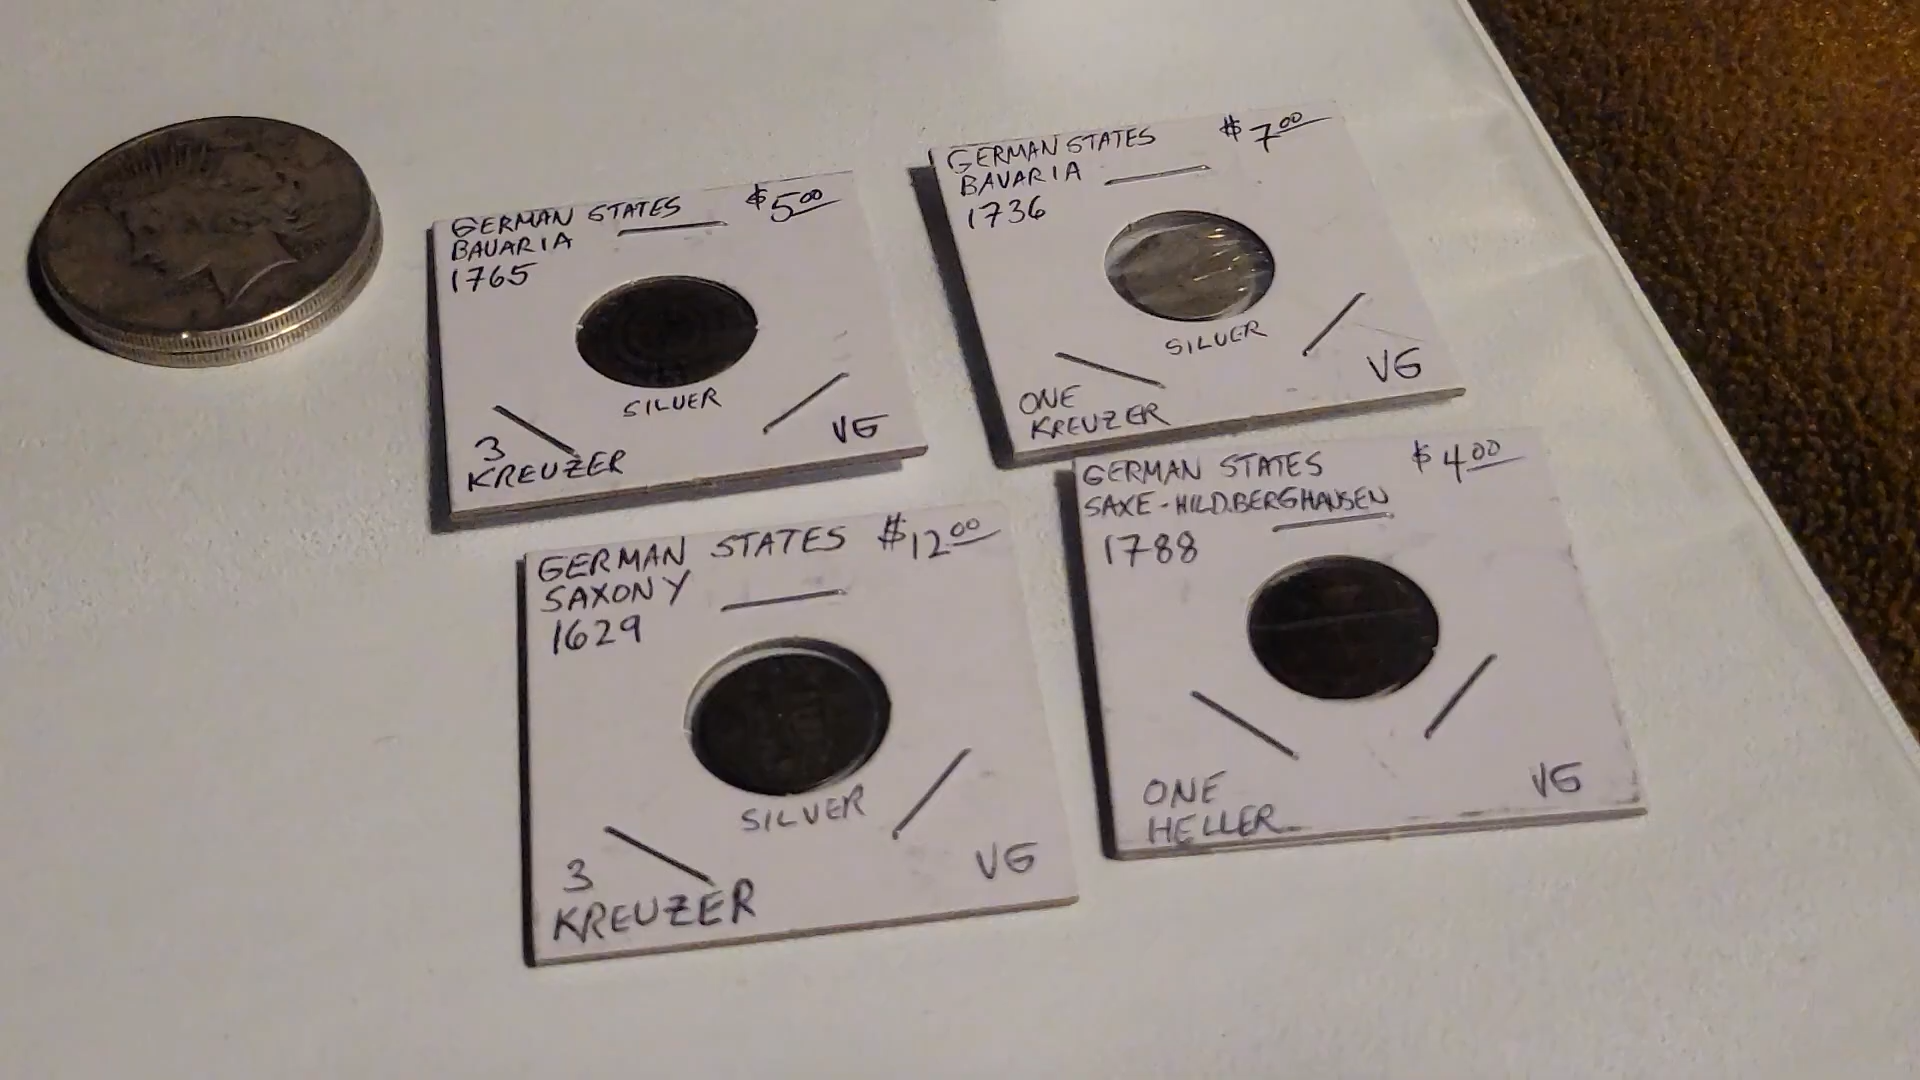 GERMAN STATES $5.00
BAVARIA
1765
SILVER
3
KREUZER
VG
GERMAN STATES $7.00
BAVARIA
1736
SILVER
ONE
KREUZER
VG
GERMAN STATES $12.00
SAXONY
1629
SILVER
3
KREUZER
VG
GERMAN STATES $4.00
SAXE-HILDBERGHAUSEN
1788
ONE
HELLER
VG